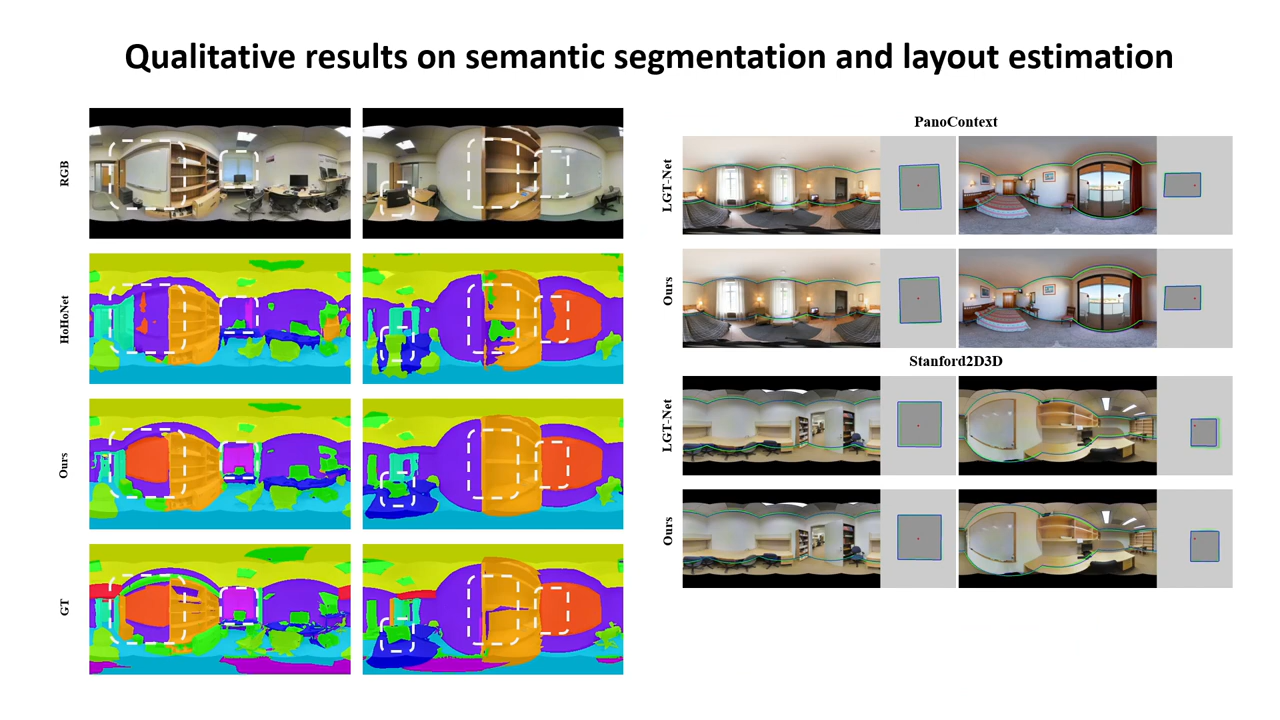 Qualitative results on semantic segmentation and layout estimation
RGB
HoHoNet
Ours
GT
PanoContext
LGT-Net
Ours
Stanford2D3D
LGT-Net
Ours